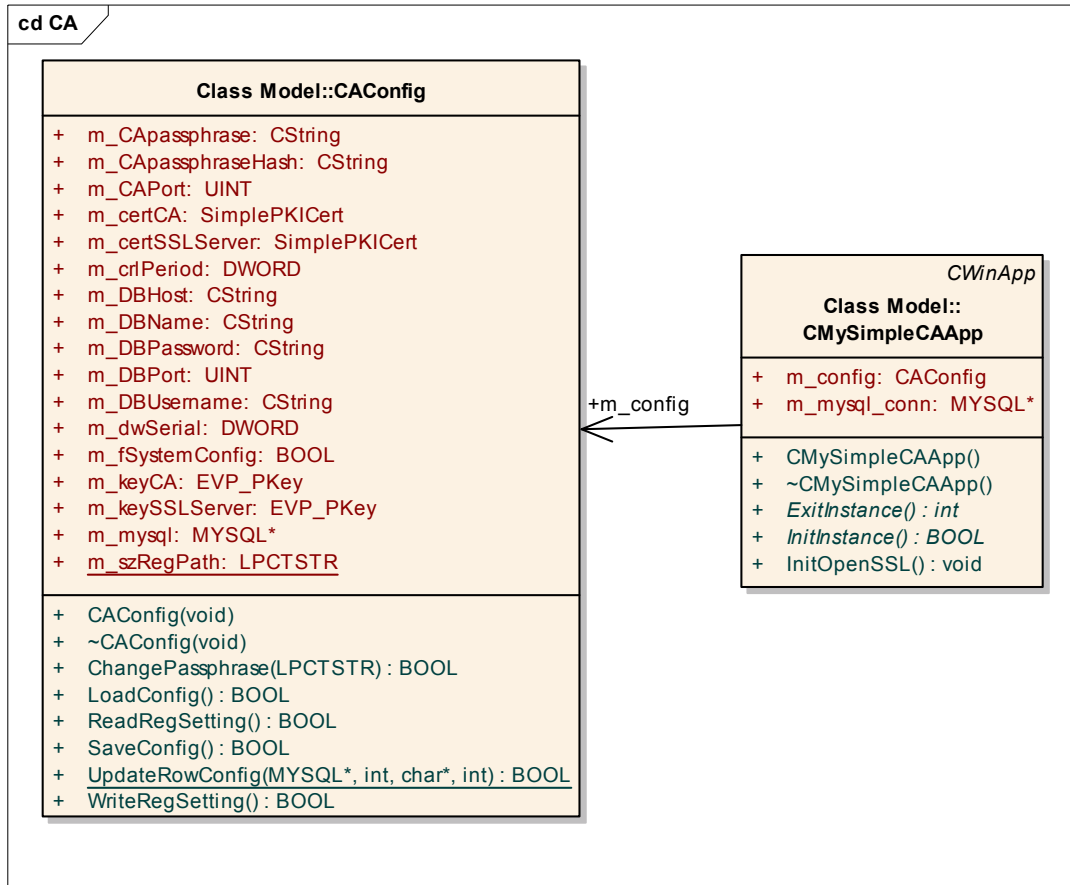 cd CA
Class Model::CAConfig
+ m_CApassphrase: CString
+ m_CApassphraseHash: CString
+ m_CAPort: UINT
+ m_certCA: SimplePKICert
+ m_certSSLServer: SimplePKICert
+ m_crlPeriod: DWORD
+ m_DBHost: CString
+ m_DBName: CString
+ m_DBPassword: CString
+ m_DBPort: UINT
+ m_DBUsername: CString
+ m_dwSerial: DWORD
+ m_fSystemConfig: BOOL
+ m_keyCA: EVP_PKey
+ m_keySSLServer: EVP_PKey
+ m_mysql: MYSQL*
+ m_szRegPath: LPCTSTR
+ CAConfig(void)
+ ~CAConfig(void)
+ ChangePassphrase(LPCTSTR) : BOOL
+ LoadConfig() : BOOL
+ ReadRegSetting() : BOOL
+ SaveConfig() : BOOL
+ UpdateRowConfig(MYSQL*, int, char*, int) : BOOL
+ WriteRegSetting() : BOOL
+m_config
CWinApp
Class Model::
CMySimpleCAApp
+ m_config: CAConfig
+ m_mysql_conn: MYSQL*
+ CMySimpleCAApp()
+ ~CMySimpleCAApp()
+ ExitInstance() : int
+ InitInstance() : BOOL
+ InitOpenSSL() : void